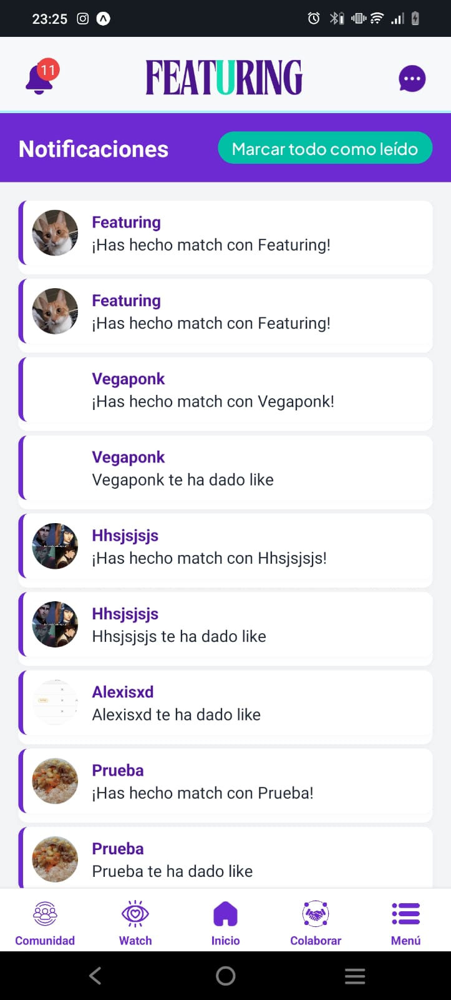 23:25
11
FEATURING
Notificaciones
Marcar todo como leído
Featuring
¡Has hecho match con Featuring!
Featuring
¡Has hecho match con Featuring!
Vegaponk
¡Has hecho match con Vegaponk!
Vegaponk
Vegaponk te ha dado like
Hhsjsjsjs
¡Has hecho match con Hhsjsjsjs!
Hhsjsjsjs
Hhsjsjsjs te ha dado like
Alexisxd
Alexisxd te ha dado like
Prueba
¡Has hecho match con Prueba!
Prueba
Prueba te ha dado like
Comunidad
Watch
Inicio
Colaborar
Menú